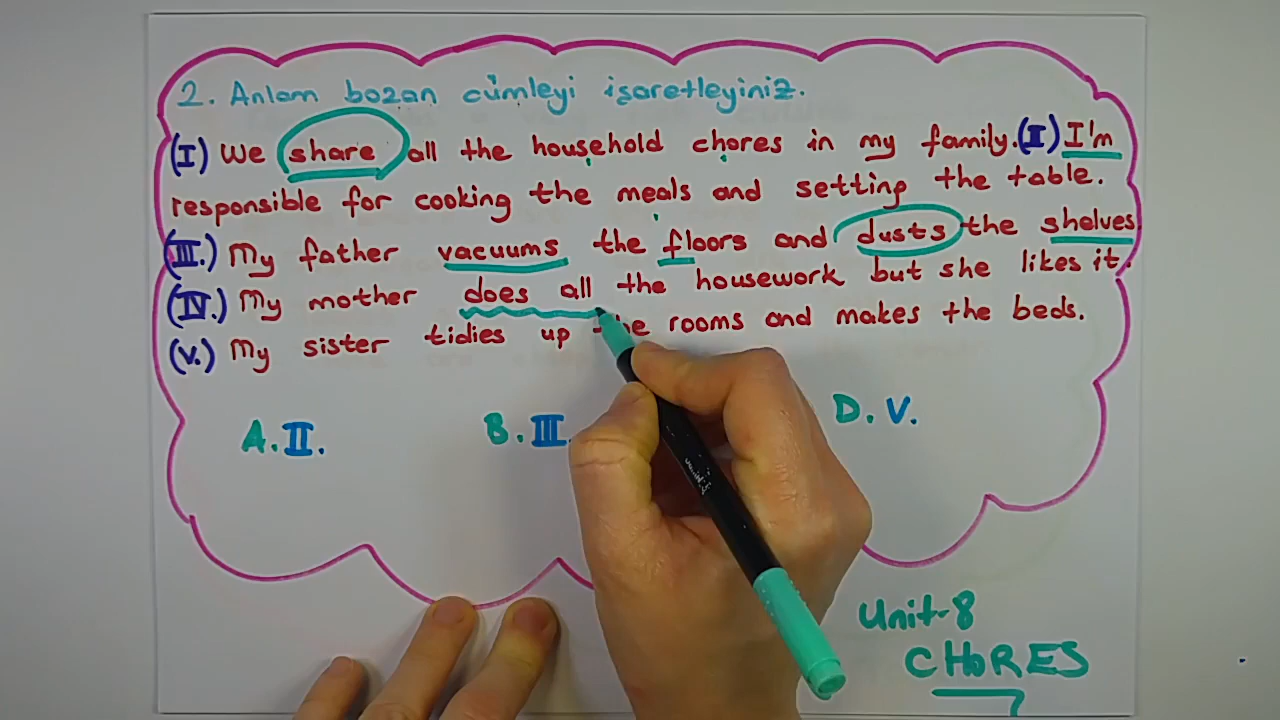 2. Anlam bozan cümleyi işaretleyiniz.
(I) We share all the household chores in my family. (II) I'm
responsible for cooking the meals and setting the table.
(III.) My father vacuums the floors and dusts the shelves
(IV.) My mother does all the housework but she likes it.
(V.) My sister tidies up the rooms and makes the beds.
A. II. B. III. D. V.
Unit-8
CHORES